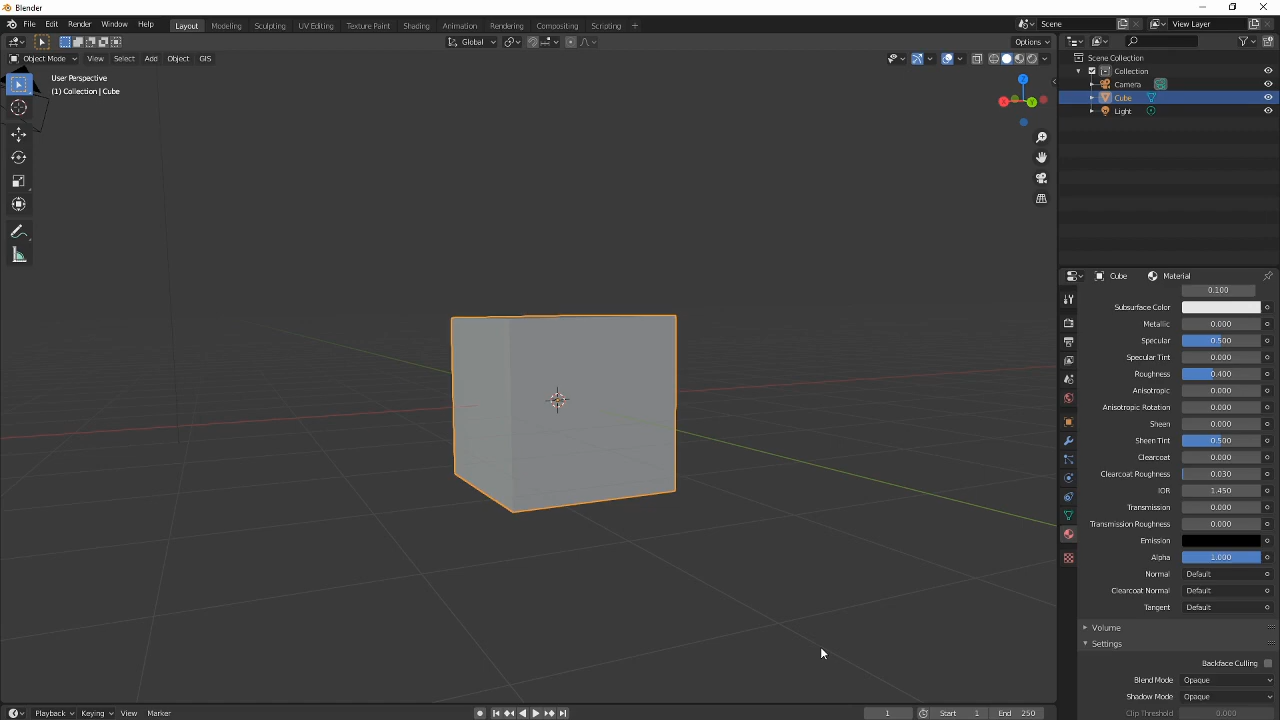 Blender
File Edit Render Window Help Layout Modeling Sculpting UV Editing Texture Paint Shading Animation Rendering Compositing Scripting + Scene View Layer
Global Options
Object Mode View Select Add Object GIS
User Perspective
(1) Collection | Cube
Scene Collection
Collection
Camera
Cube
Light
Cube Material
0.100
Subsurface Color
Metallic 0.000
Specular 0.500
Specular Tint 0.000
Roughness 0.400
Anisotropic 0.000
Anisotropic Rotation 0.000
Sheen 0.000
Sheen Tint 0.500
Clearcoat 0.000
Clearcoat Roughness 0.030
IOR 1.450
Transmission 0.000
Transmission Roughness 0.000
Emission
Alpha 1.000
Normal Default
Clearcoat Normal Default
Tangent Default
Volume
Settings
Backface Culling
Blend Mode Opaque
Shadow Mode Opaque
Clip Threshold 0.000
Playback Keying View Marker 1 Start 1 End 250